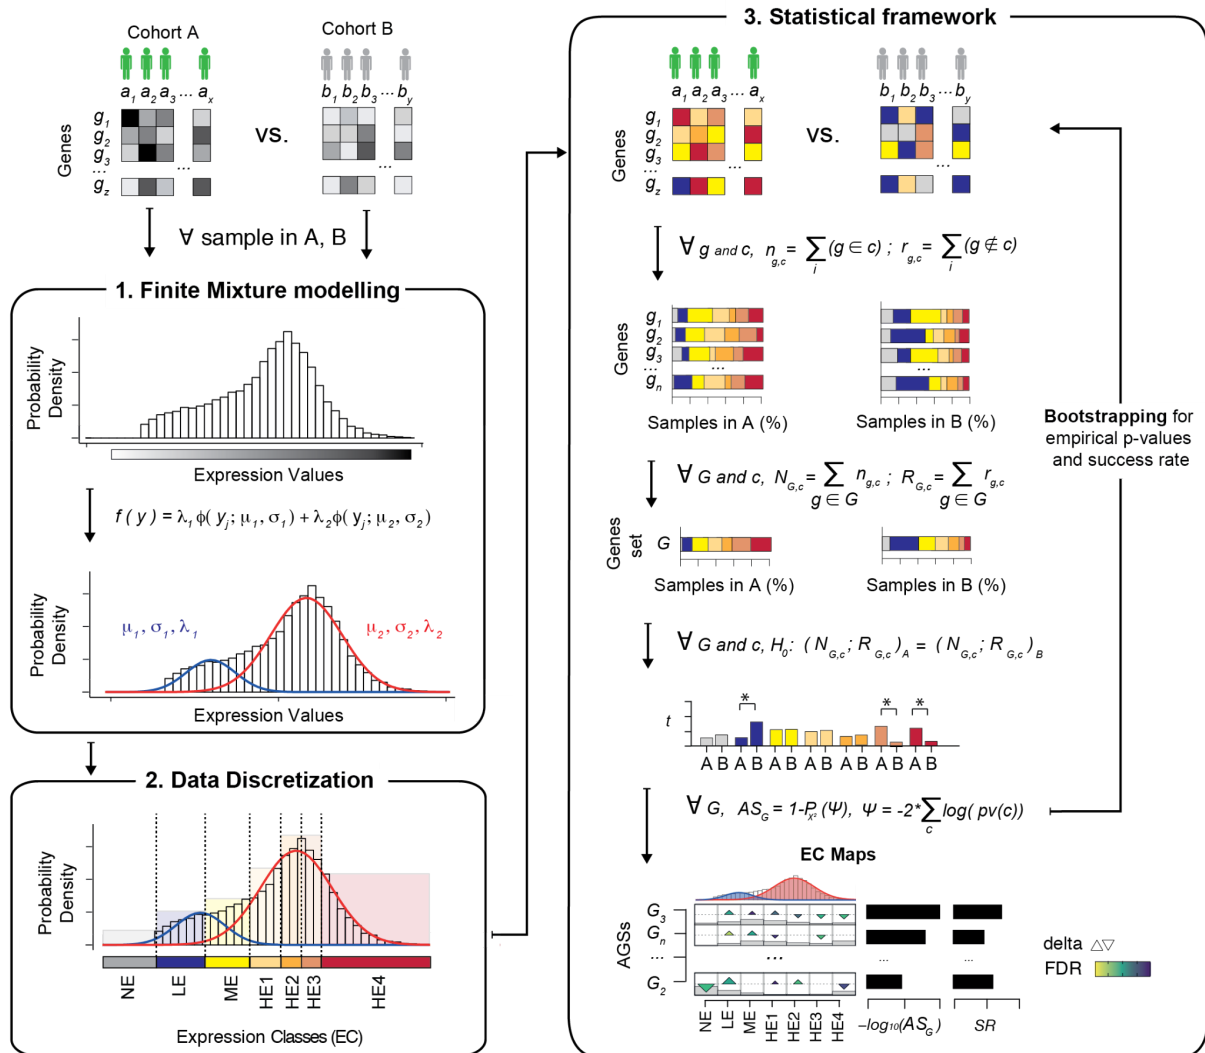 Cohort A
Cohort B
a1 a2 a3 ... ax
b1 b2 b3 ... by
Genes
g1
g2
g3
...
gz
VS.
...
...
∀ sample in A, B
1. Finite Mixture modelling
Probability Density
Expression Values
f ( y ) = λ1 ϕ( yj; μ1, σ1) + λ2ϕ( yj; μ2, σ2)
Probability Density
μ1, σ1, λ1
μ2, σ2, λ2
Expression Values
2. Data Discretization
Probability Density
NE
LE
ME
HE1
HE2
HE3
HE4
Expression Classes (EC)
3. Statistical framework
a1 a2 a3 ... ax
b1 b2 b3 ... by
Genes
g1
g2
g3
...
gz
VS.
...
...
∀ g and c, ng,c = ∑i (g ∈ c) ; rg,c = ∑i (g ∉ c)
Genes
g1
g2
g3
...
gn
...
...
Samples in A (%)
Samples in B (%)
∀ G and c, NG,c = ∑g ∈ G ng,c ; RG,c = ∑g ∈ G rg,c
Genes set
G
Samples in A (%)
Samples in B (%)
∀ G and c, H0: ( NG,c ; RG,c )A = ( NG,c ; RG,c )B
t
* * *
A B A B A B A B A B A B A B
∀ G, ASG = 1-Pχ² (Ψ), Ψ = -2* ∑c log( pv(c))
Bootstrapping for
empirical p-values
and success rate
EC Maps
AGSs
G3
Gn
...
G2
...
...
...
NE
LE
ME
HE1
HE2
HE3
HE4
-log10(ASG)
SR
delta △▽
FDR